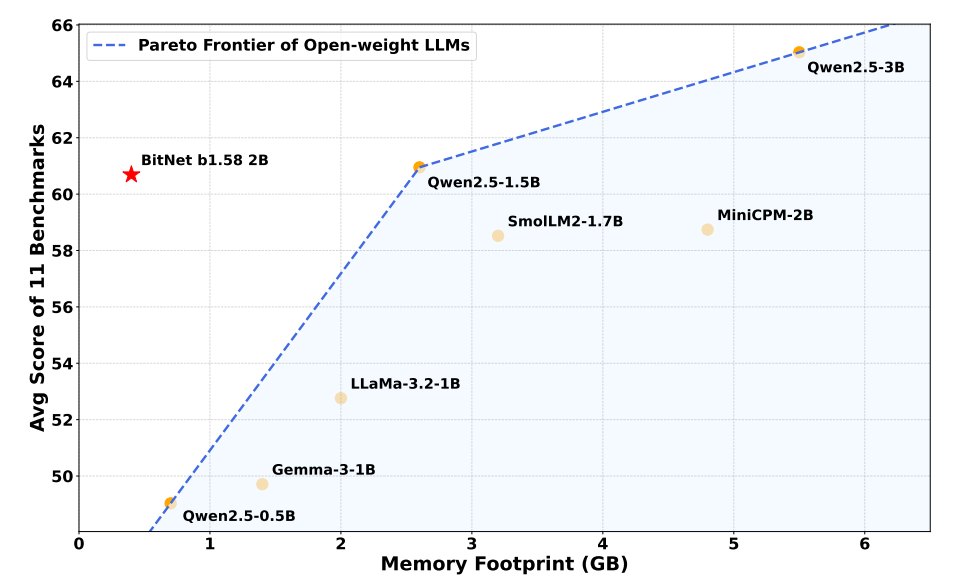 Pareto Frontier of Open-weight LLMs
Avg Score of 11 Benchmarks
66
64
62
60
58
56
54
52
50
BitNet b1.58 2B
Qwen2.5-3B
Qwen2.5-1.5B
SmolLM2-1.7B
MiniCPM-2B
LLaMa-3.2-1B
Gemma-3-1B
Qwen2.5-0.5B
0 1 2 3 4 5 6
Memory Footprint (GB)